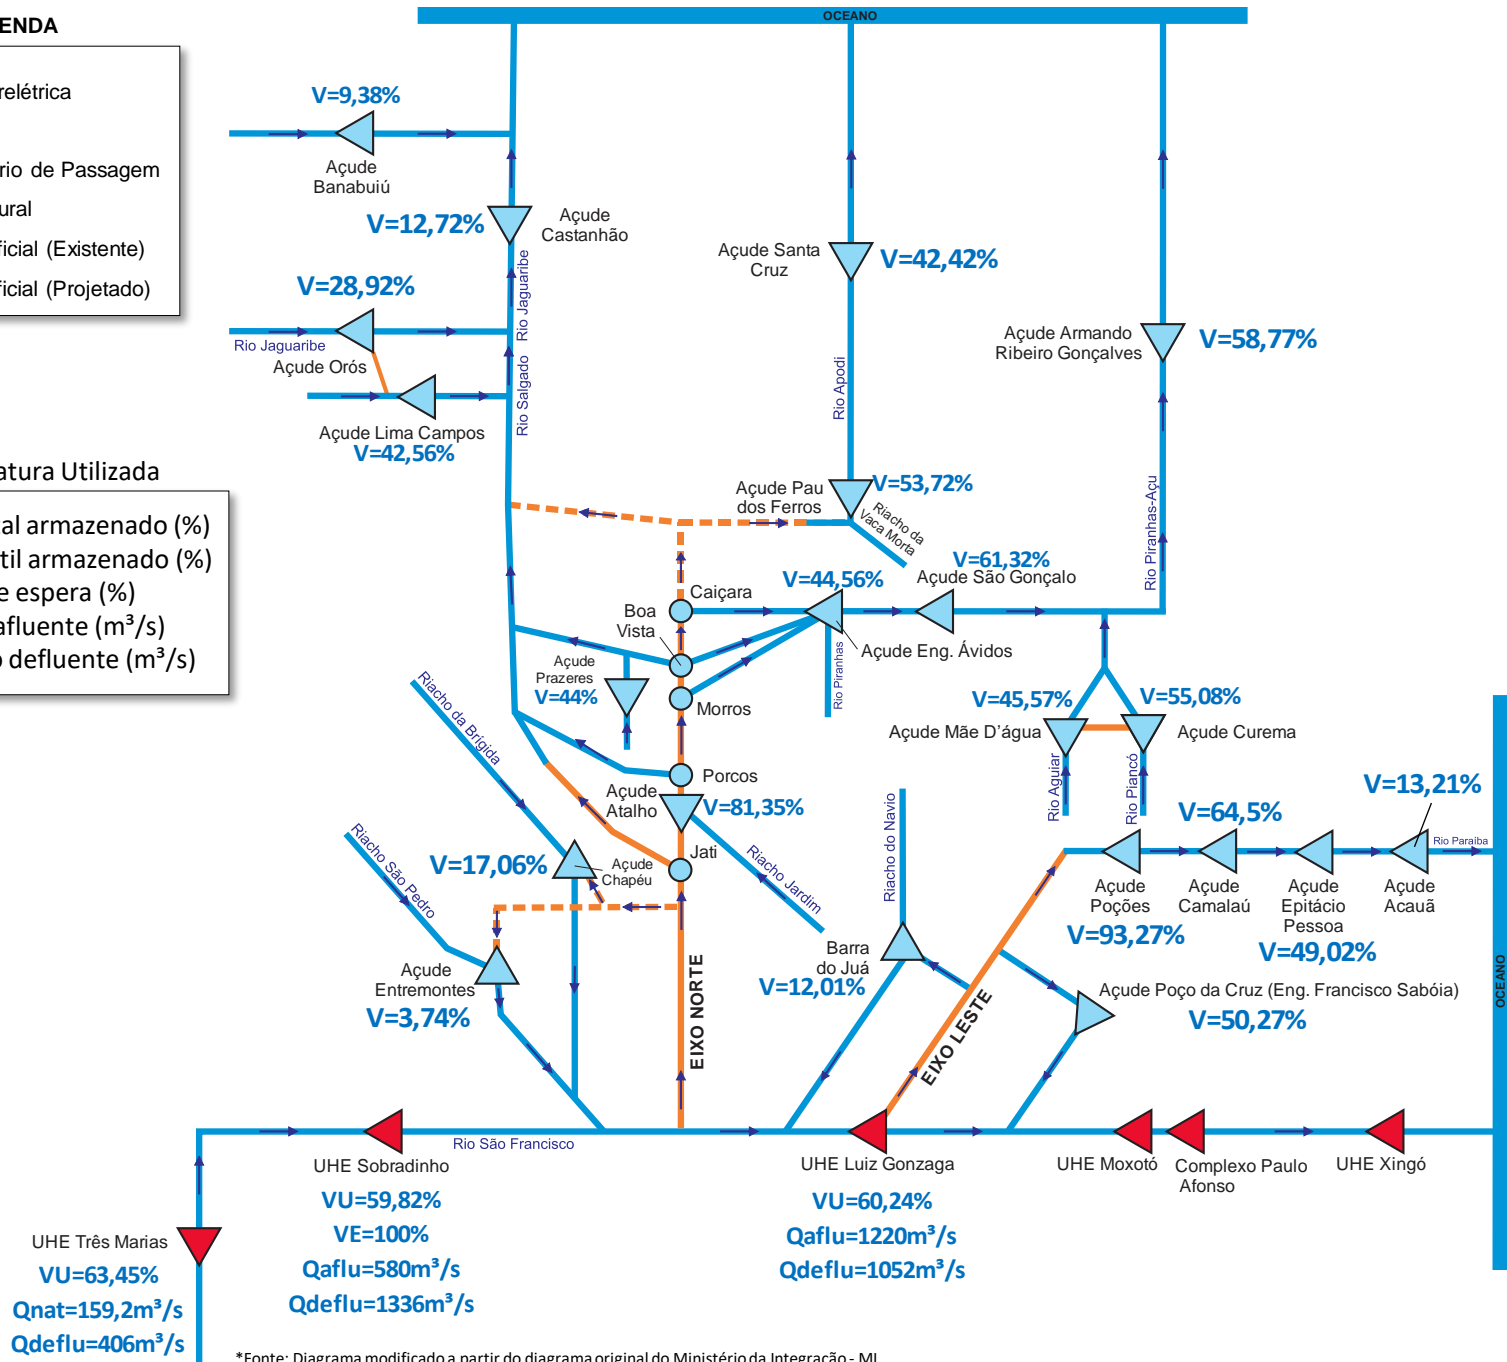 OCEANO
ENDA
relétrica
rio de Passagem
ural
ficial (Existente)
ficial (Projetado)
V=9,38%
Açude
Banabuiú
V=12,72%
Açude
Castanhão
Rio Jaguaribe
V=28,92%
Rio Jaguaribe
Açude Orós
Rio Salgado
Açude Lima Campos
V=42,56%
Açude Santa
Cruz
V=42,42%
Rio Apodi
Açude Armando
Ribeiro Gonçalves
V=58,77%
Rio Piranhas-Açu
atura Utilizada
tal armazenado (%)
til armazenado (%)
e espera (%)
afluente (m³/s)
o defluente (m³/s)
Açude Pau
dos Ferros
V=53,72%
Riacho da
Vaca Morta
V=61,32%
Açude São Gonçalo
V=44,56%
Caiçara
Boa
Vista
Açude Eng. Ávidos
Rio Piranhas
Açude
Prazeres
V=44%
Morros
Riacho da Brígida
Porcos
Açude
Atalho
V=81,35%
Jati
Riacho Jardim
V=45,57%
Açude Mãe D'água
V=55,08%
Açude Curema
Rio Aguiar
Rio Piancó
Riacho São Pedro
V=17,06%
Açude
Chapéu
Riacho do Navio
V=64,5%
V=13,21%
Rio Paraíba
Açude
Poções
V=93,27%
Açude
Camalaú
Açude
Epitácio
Pessoa
V=49,02%
Açude
Acauã
Açude
Entremontes
V=3,74%
EIXO NORTE
Barra
do Juá
V=12,01%
EIXO LESTE
Açude Poço da Cruz (Eng. Francisco Sabóia)
V=50,27%
OCEANO
Rio São Francisco
UHE Sobradinho
VU=59,82%
VE=100%
Qaflu=580m³/s
Qdeflu=1336m³/s
UHE Luiz Gonzaga
VU=60,24%
Qaflu=1220m³/s
Qdeflu=1052m³/s
UHE Moxotó
Complexo Paulo
Afonso
UHE Xingó
UHE Três Marias
VU=63,45%
Qnat=159,2m³/s
Qdeflu=406m³/s
*Fonte: Diagrama modificado a partir do diagrama original do Ministério da Integração - MI